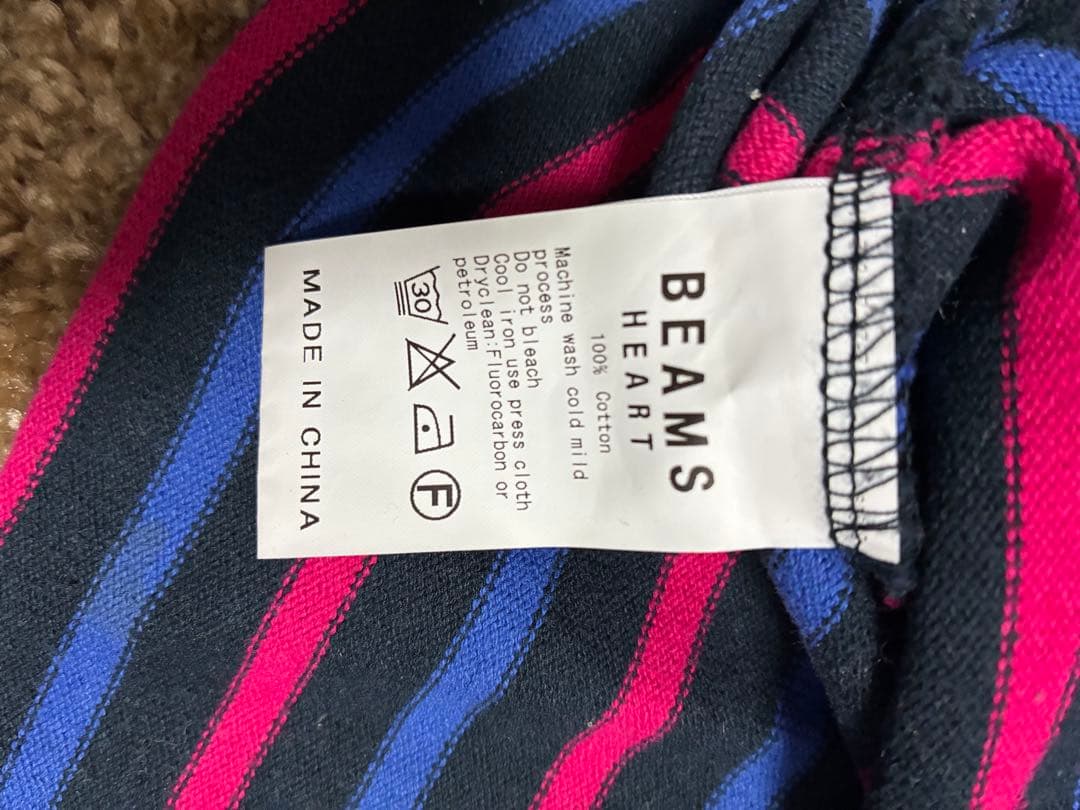 BEAMS
HEART
100% Cotton
Machine wash cold mild
process
Do not bleach
Cool iron use press cloth
Dryclean:Fluorocarbon or
petroleum
30
F
MADE IN CHINA